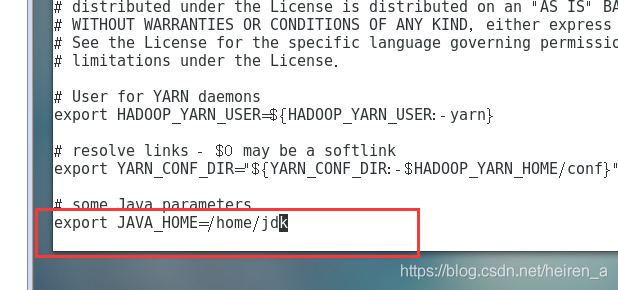 # distributed under the License is distributed on an "AS IS" BA
# WITHOUT WARRANTIES OR CONDITIONS OF ANY KIND, either express
# See the License for the specific language governing permissio
# limitations under the License.
# User for YARN daemons
export HADOOP_YARN_USER=${HADOOP_YARN_USER:-yarn}
# resolve links - $0 may be a softlink
export YARN_CONF_DIR="${YARN_CONF_DIR:-$HADOOP_YARN_HOME/conf}"
# some Java parameters
export JAVA_HOME=/home/jdk
https://blog.csdn.net/heiren_a